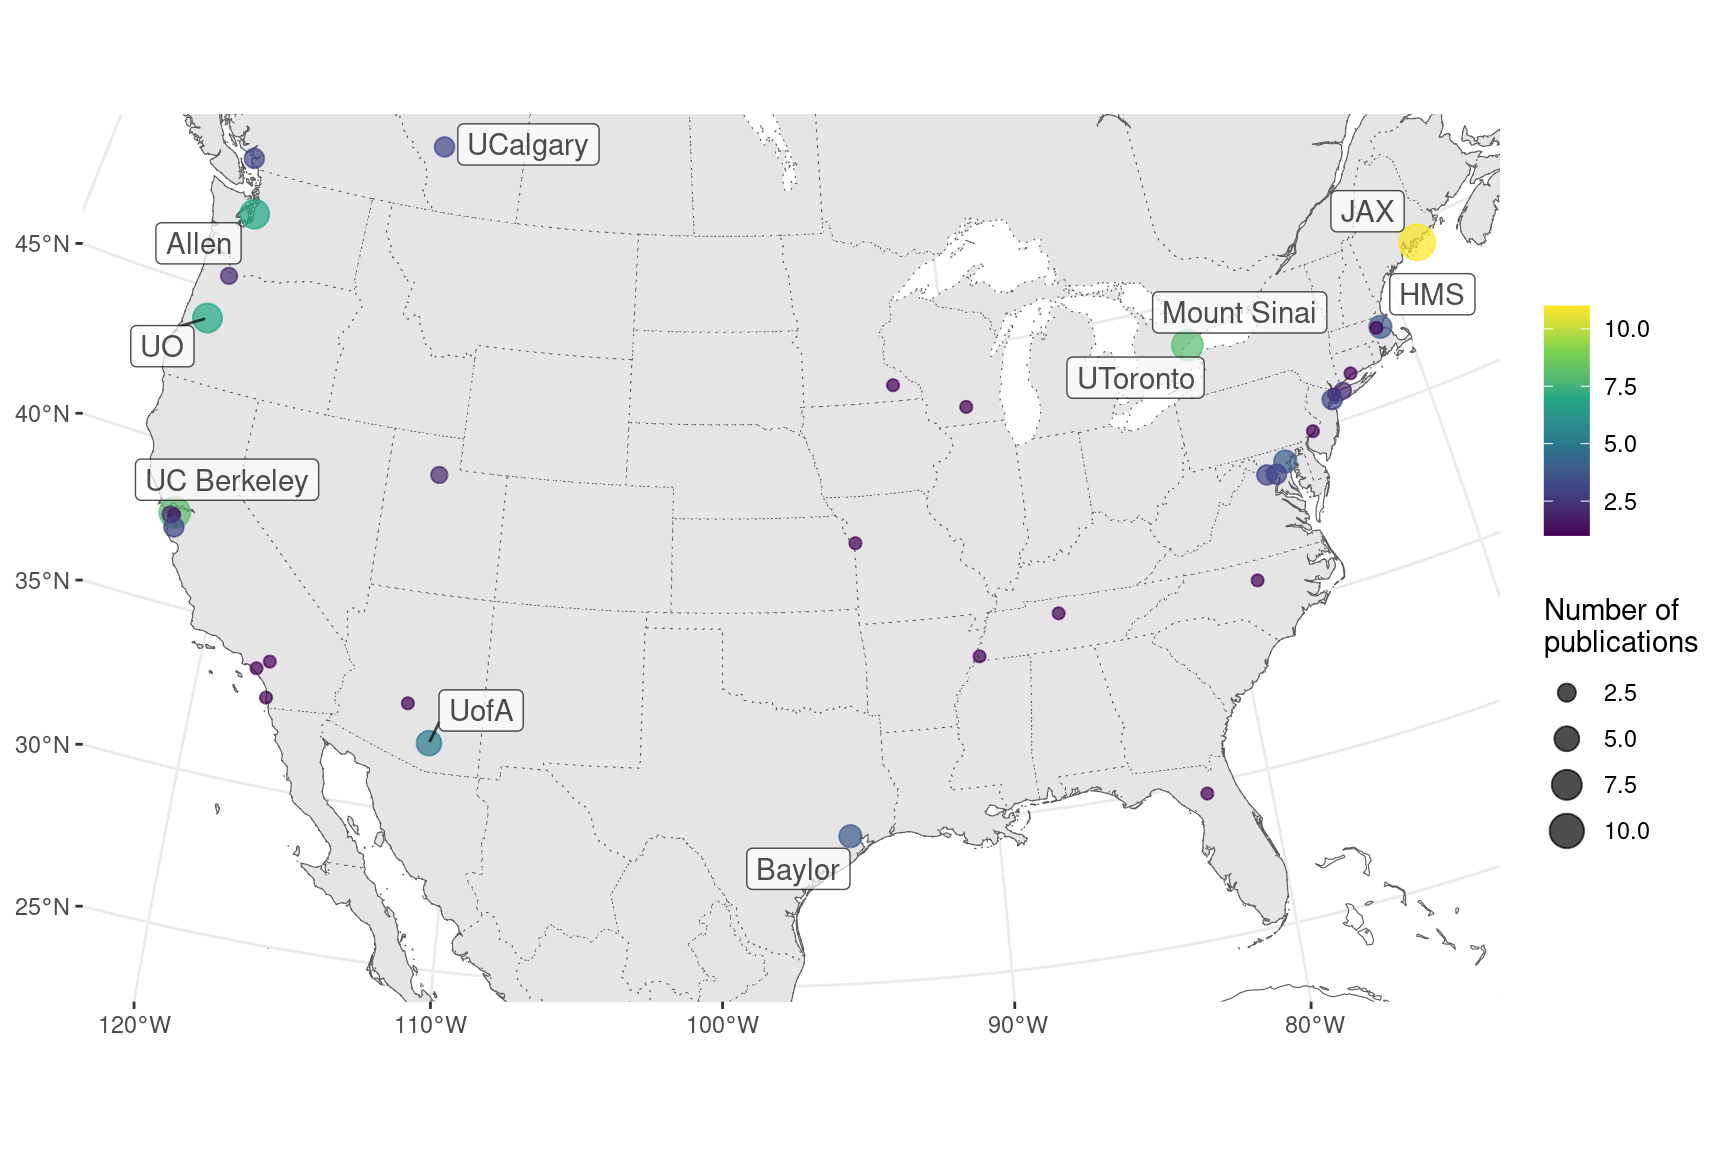 UCalgary
JAX
Allen
HMS
Mount Sinai
UO
UToronto
UC Berkeley
UofA
Baylor
45°N
40°N
35°N
30°N
25°N
120°W
110°W
100°W
90°W
80°W
10.0
7.5
5.0
2.5
Number of
publications
2.5
5.0
7.5
10.0